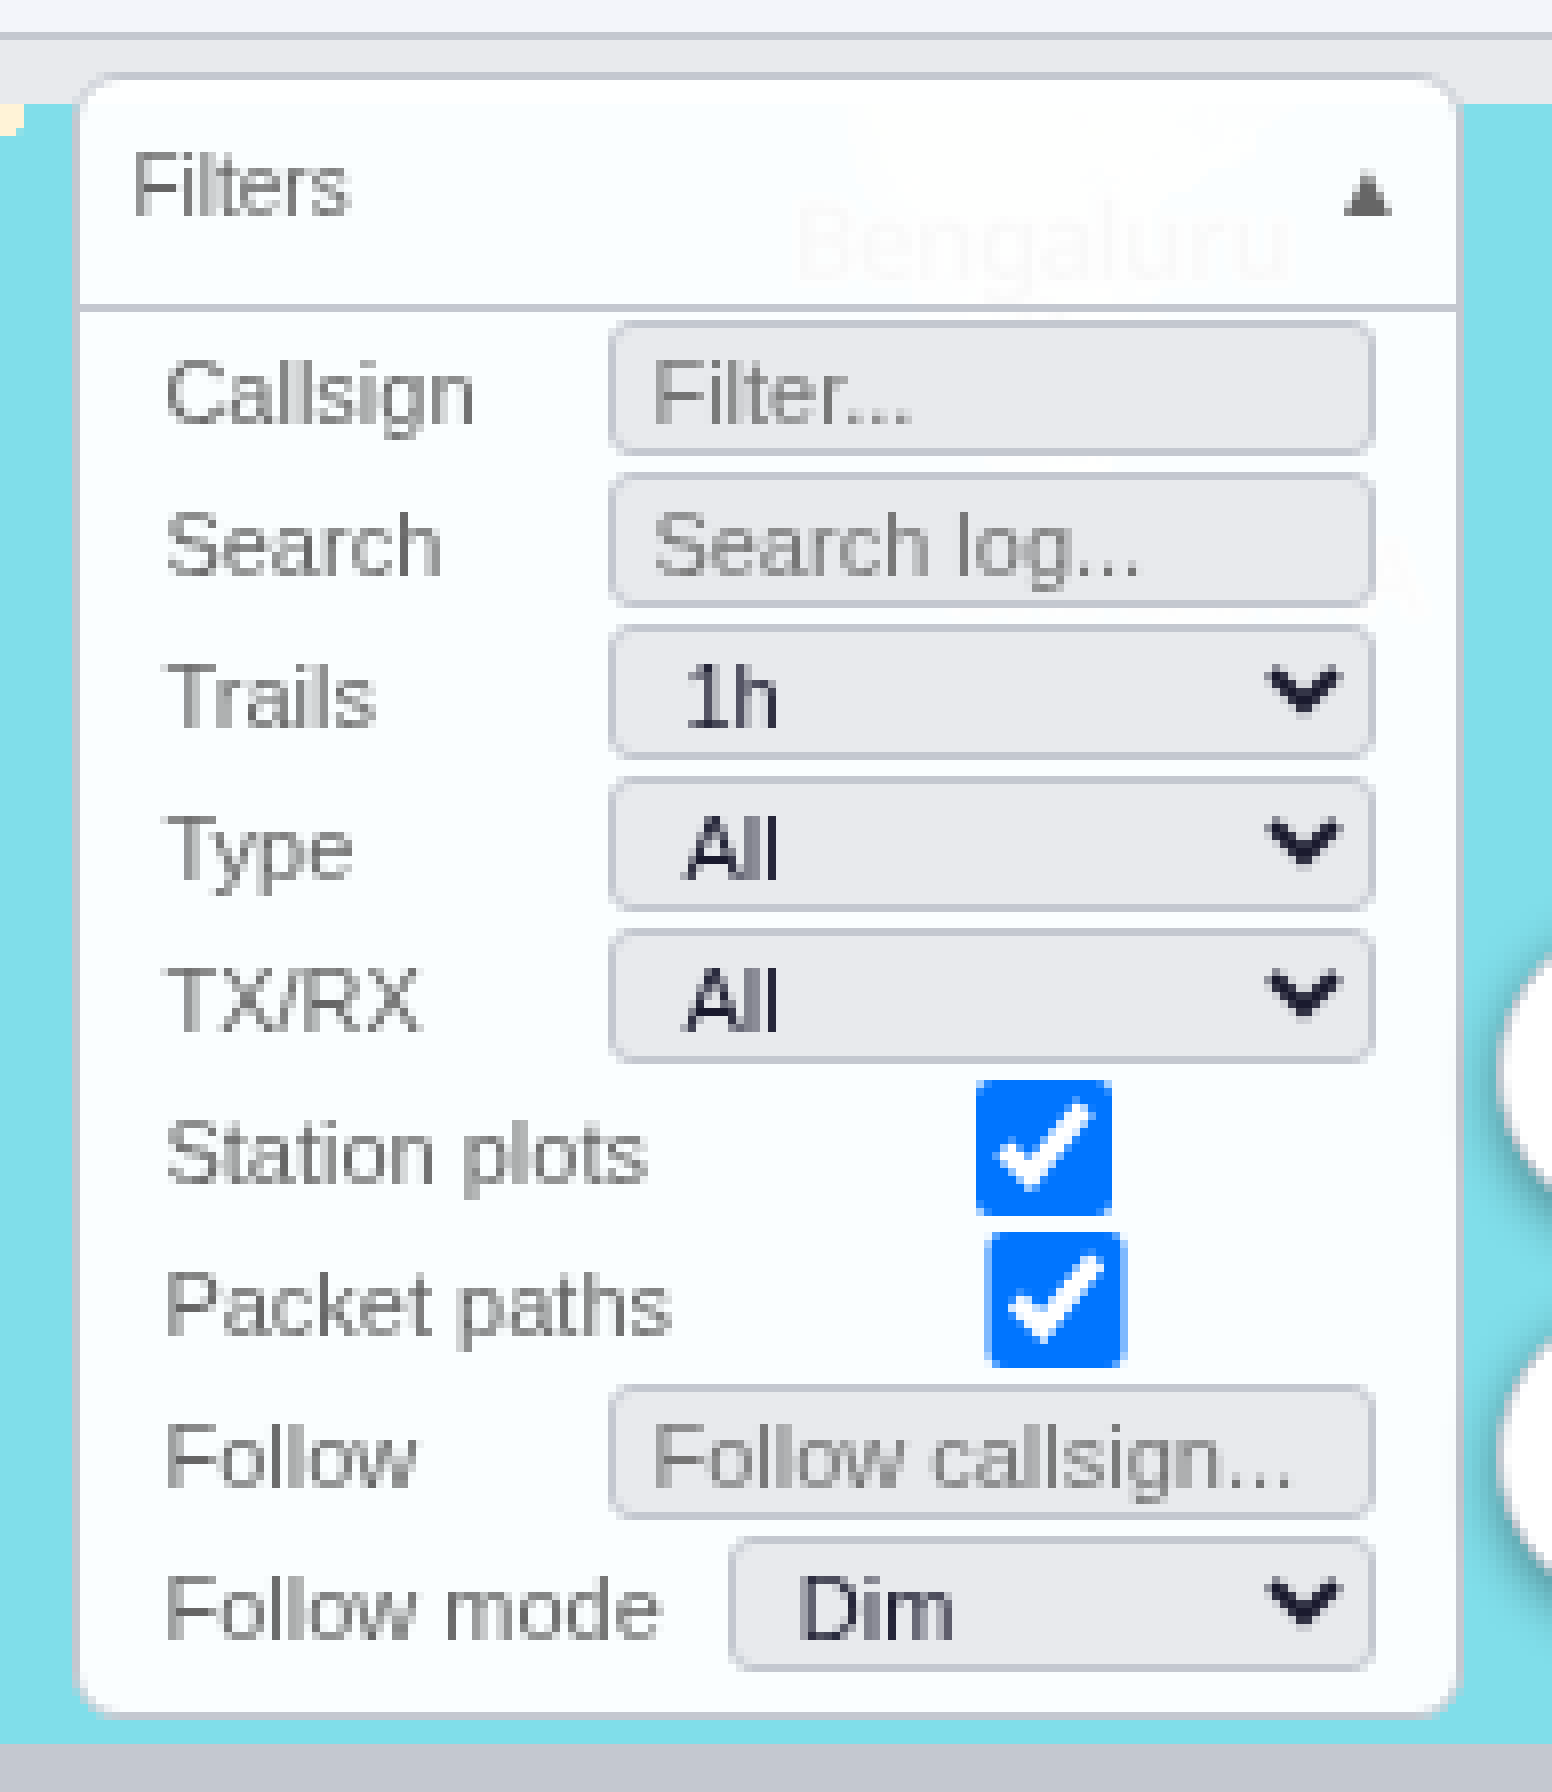 Filters ▲
Bengaluru
Callsign Filter...
Search Search log...
A
Trails 1h
Type All
TX/RX All
Station plots
Packet paths
Follow Follow callsign...
Follow mode Dim